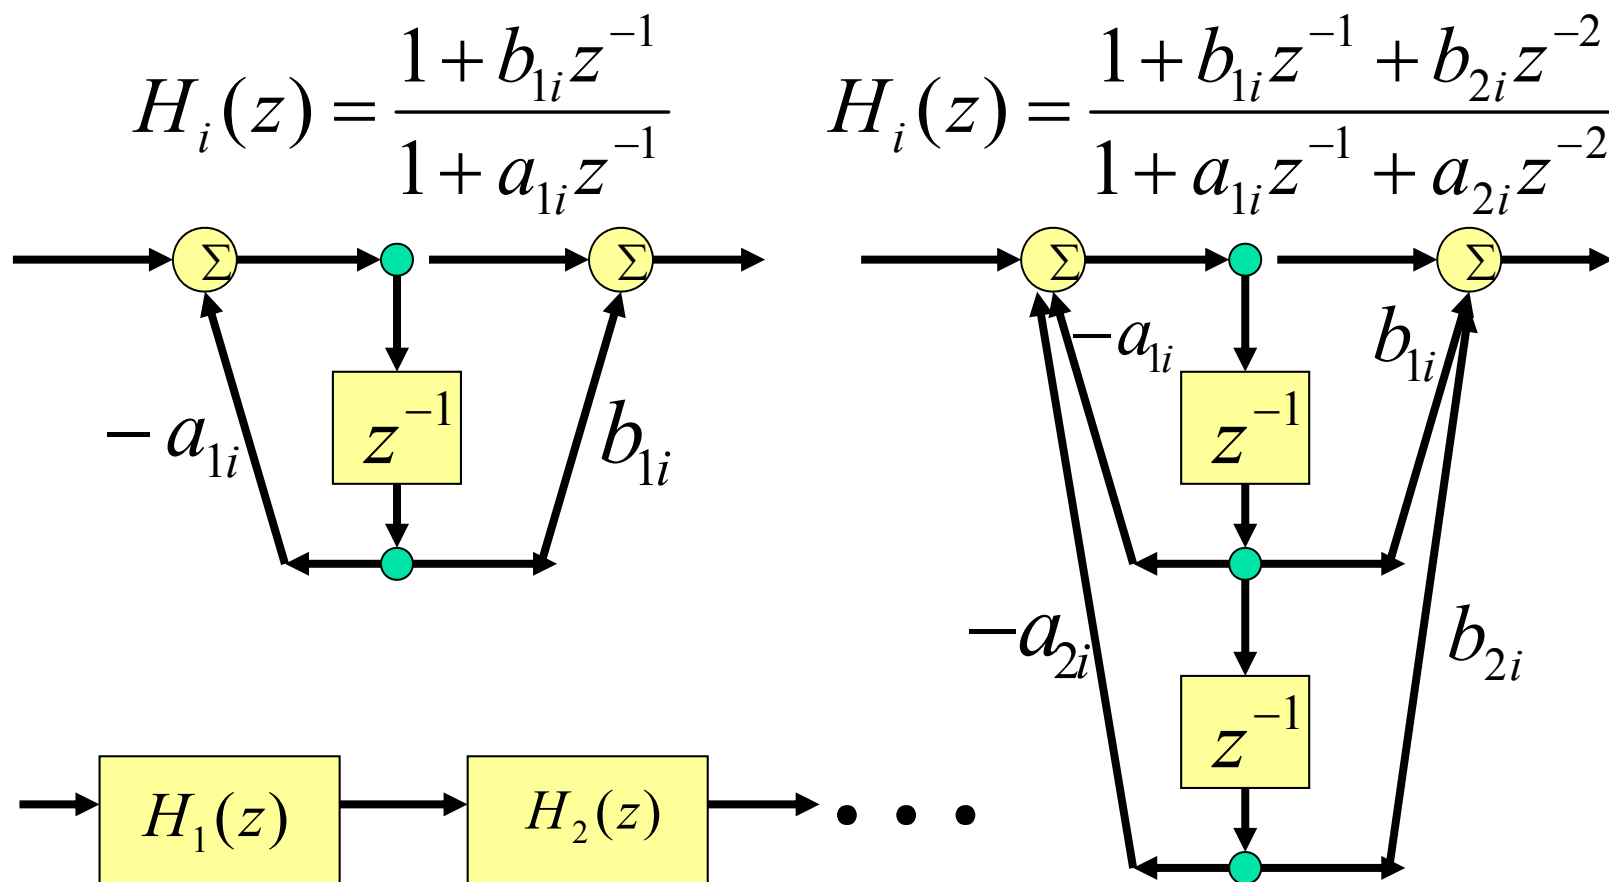 H_i(z) = \frac{1 + b_{1i} z^{-1}}{1 + a_{1i} z^{-1}}
H_i(z) = \frac{1 + b_{1i} z^{-1} + b_{2i} z^{-2}}{1 + a_{1i} z^{-1} + a_{2i} z^{-2}}
Σ
Σ
-a_{1i}
z^{-1}
b_{1i}
Σ
Σ
-a_{1i}
b_{1i}
z^{-1}
-a_{2i}
b_{2i}
z^{-1}
H_1(z)
H_2(z)
• • •